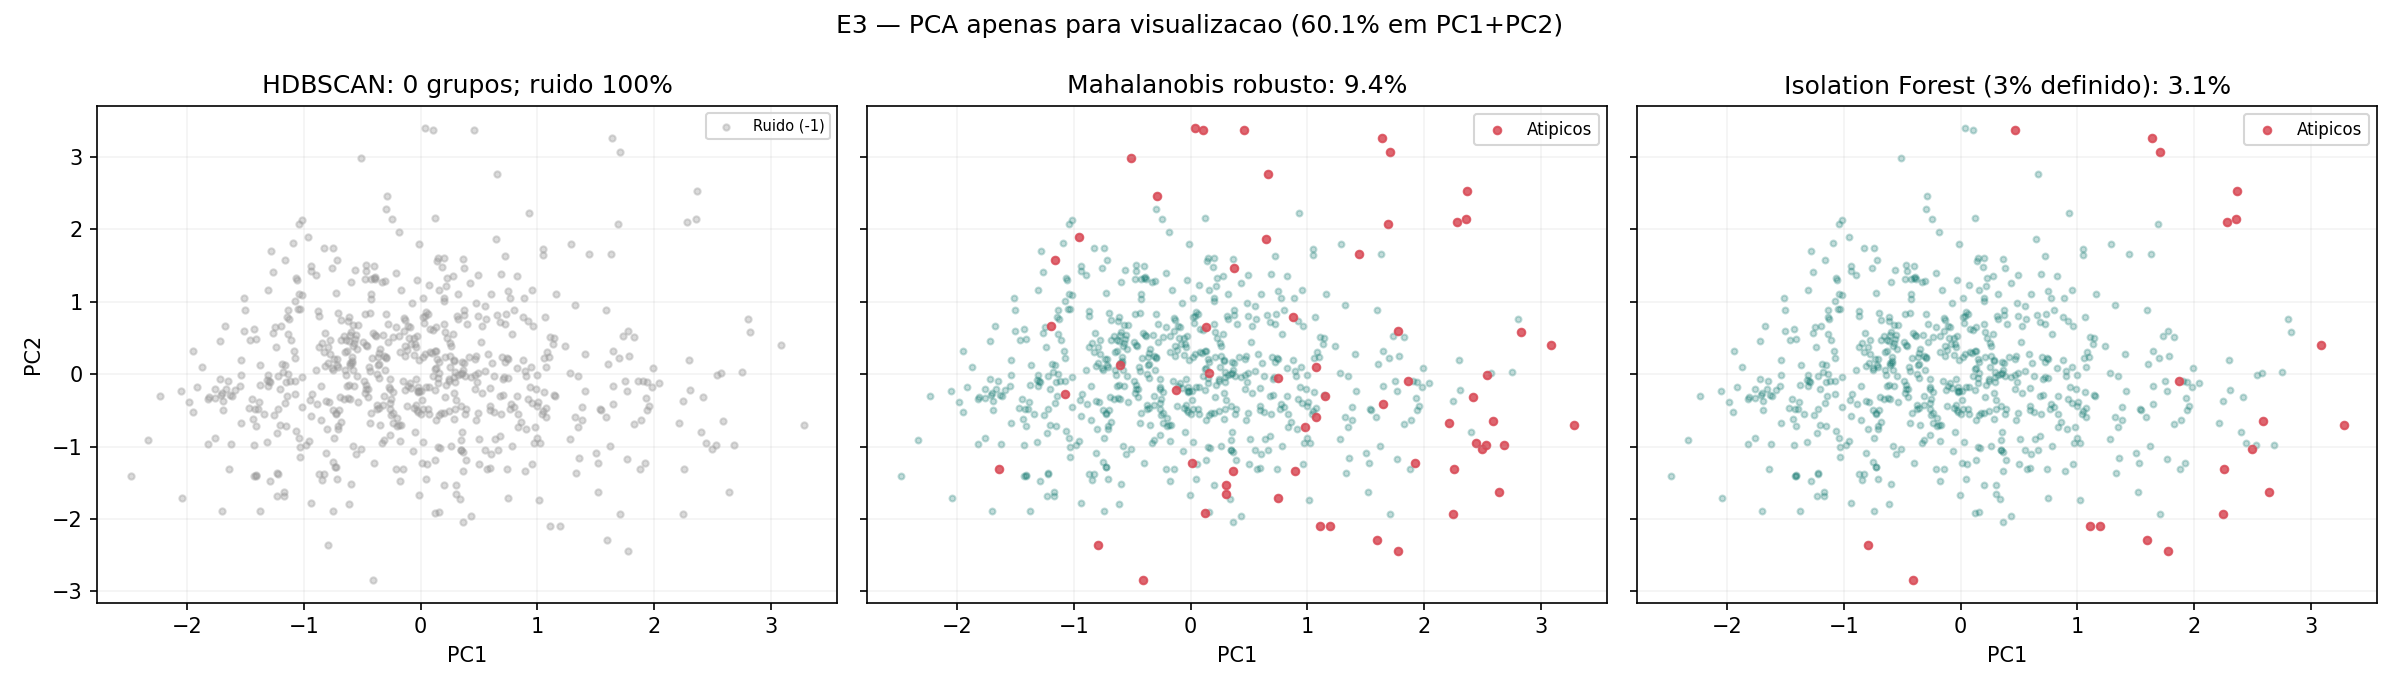 E3 — PCA apenas para visualizacao (60.1% em PC1+PC2)
HDBSCAN: 0 grupos; ruido 100%
Mahalanobis robusto: 9.4%
Isolation Forest (3% definido): 3.1%
Ruido (-1)
Atipicos
Atipicos
PC2
3
2
1
0
−1
−2
−3
−2 −1 0 1 2 3
−2 −1 0 1 2 3
−2 −1 0 1 2 3
PC1
PC1
PC1